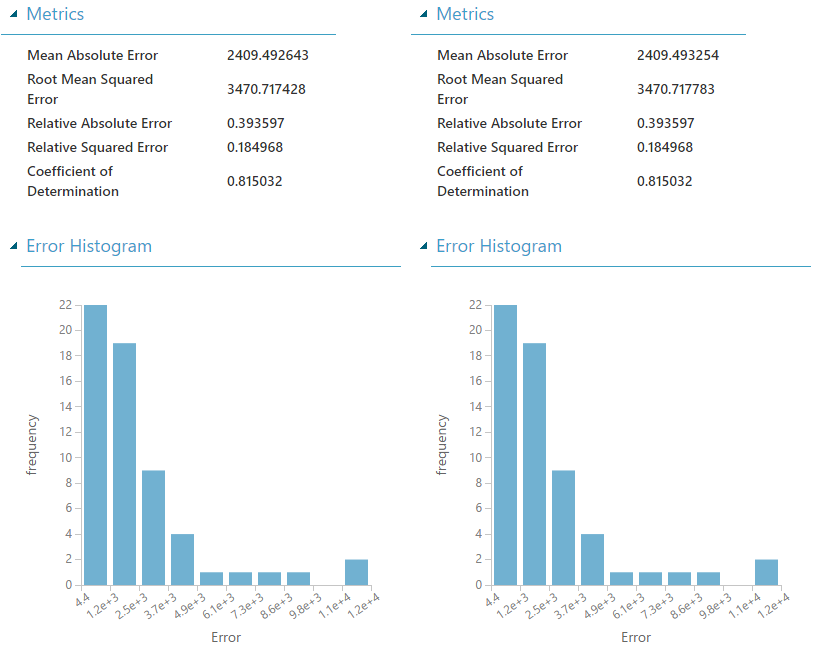 Metrics
Mean Absolute Error 2409.492643
Root Mean Squared
Error
3470.717428
Relative Absolute Error 0.393597
Relative Squared Error 0.184968
Coefficient of
Determination
0.815032
Error Histogram
22
20
18
16
14
12
10
8
6
4
2
0
frequency
4.4 1.2e+3 2.5e+3 3.7e+3 4.9e+3 6.1e+3 7.3e+3 8.6e+3 9.8e+3 1.1e+4 1.2e+4
Error
Metrics
Mean Absolute Error 2409.493254
Root Mean Squared
Error
3470.717783
Relative Absolute Error 0.393597
Relative Squared Error 0.184968
Coefficient of
Determination
0.815032
Error Histogram
22
20
18
16
14
12
10
8
6
4
2
0
frequency
4.4 1.2e+3 2.5e+3 3.7e+3 4.9e+3 6.1e+3 7.3e+3 8.6e+3 9.8e+3 1.1e+4 1.2e+4
Error